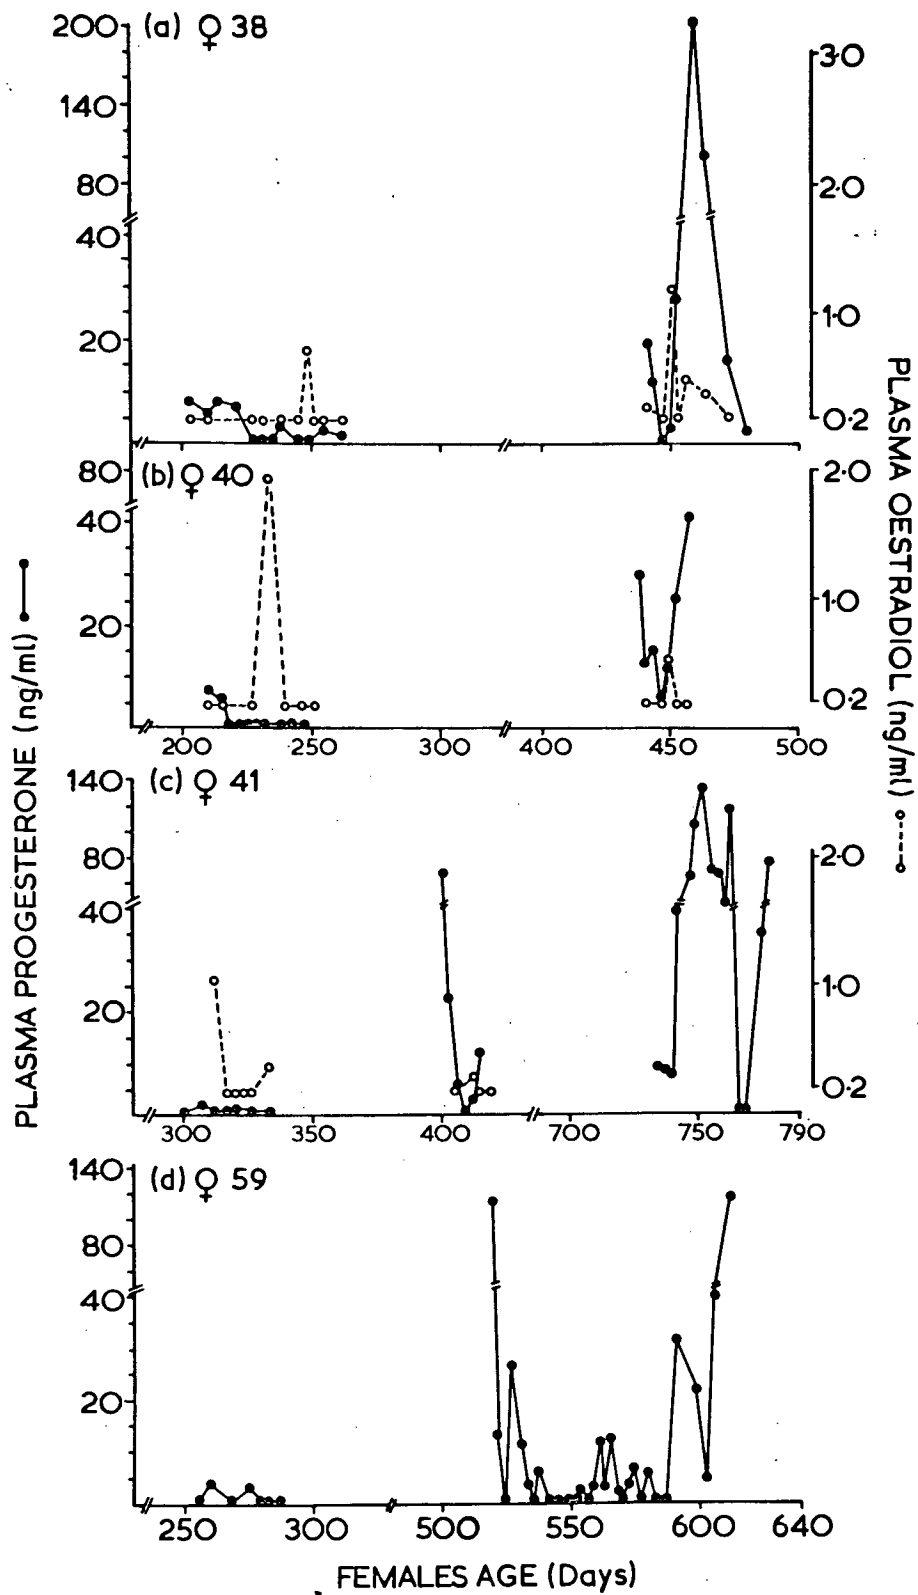 (a) ♀ 38
200
140
80
40
20
3·0
2·0
1·0
0·2
(b) ♀ 40
80
40
20
2·0
1·0
0·2
200 250 300 400 450 500
(c) ♀ 41
140
80
40
20
2·0
1·0
0·2
300 350 400 700 750 790
(d) ♀ 59
140
80
40
20
250 300 500 550 600 640
FEMALES AGE (Days)
PLASMA PROGESTERONE (ng/ml)
PLASMA OESTRADIOL (ng/ml)